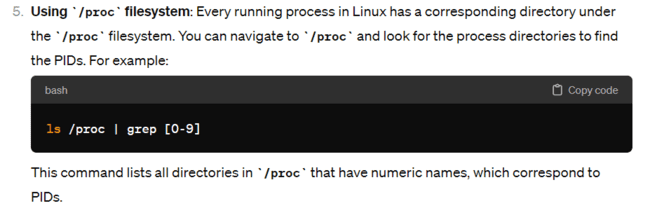 5. Using `/proc` filesystem: Every running process in Linux has a corresponding directory under
the `/proc` filesystem. You can navigate to `/proc` and look for the process directories to find
the PIDs. For example:
bash Copy code
ls /proc | grep [0-9]
This command lists all directories in `/proc` that have numeric names, which correspond to
PIDs.